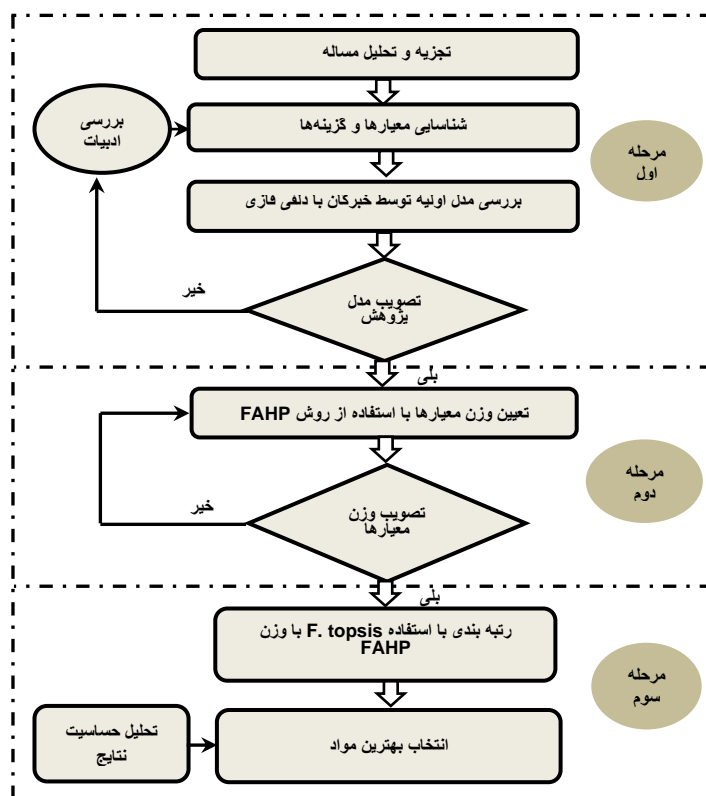 تجزیه و تحلیل مساله
بررسی
ادبیات
شناسایی معیارها و گزینه‌ها
مرحله
اول
بررسی مدل اولیه توسط خبرکان با دلفی فازی
تصویب مدل
پژوهش
خیر
بلی
تعیین وزن معیارها با استفاده از روش FAHP
مرحله
دوم
تصویب وزن
معیارها
خیر
بلی
رتبه بندی با استفاده F. topsis با وزن
FAHP
مرحله
سوم
تحلیل حساسیت
نتایج
انتخاب بهترین مواد